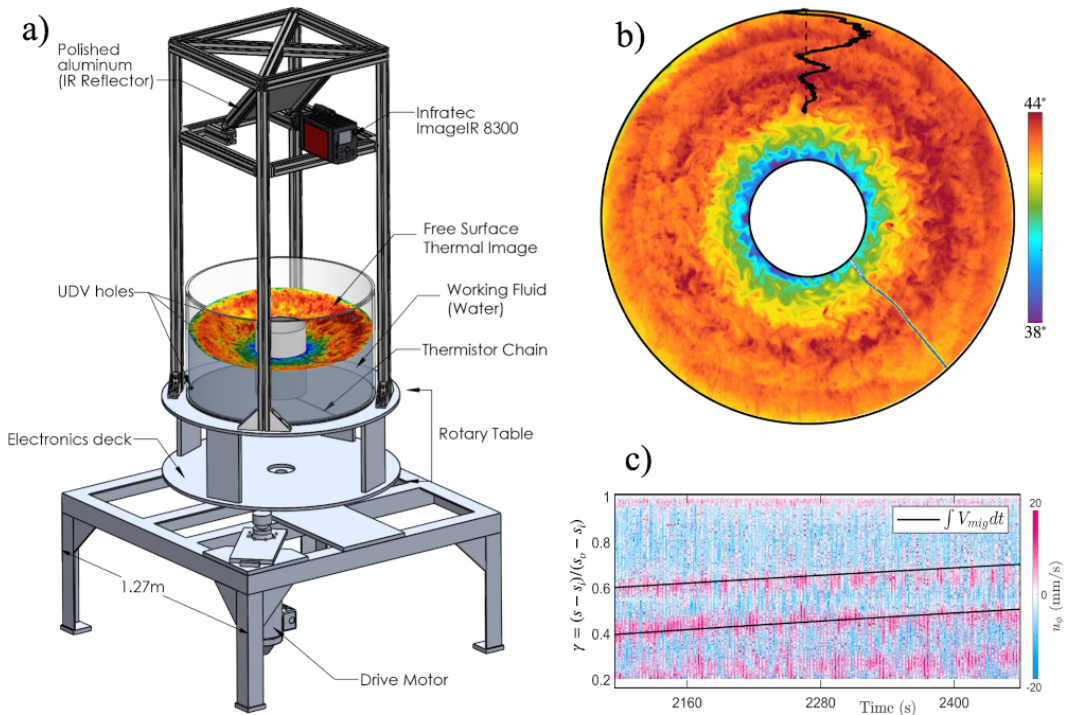 a)
Polished
aluminum
(IR Reflector)
Infratec
ImageIR 8300
Free Surface
Thermal Image
UDV holes
Working Fluid
(Water)
Thermistor Chain
Electronics deck
Rotary Table
1.27m
Drive Motor
b)
44°
38°
c)
γ = (s − s_i)/(s_o − s_i)
1
0.8
0.6
0.4
0.2
∫ V_{mig}dt
2160
2280
2400
Time (s)
20
0
-20
u_ϕ (mm/s)